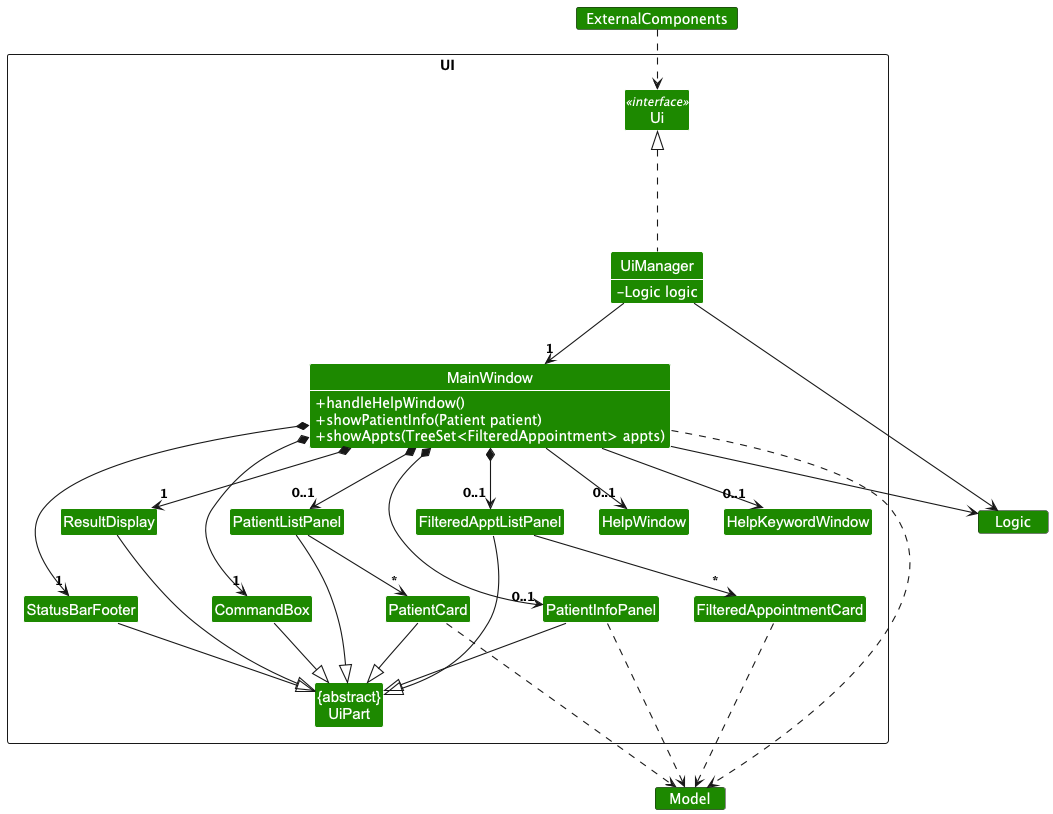 ExternalComponents
UI
«interface»
Ui
UiManager
-Logic logic
1
MainWindow
+handleHelpWindow()
+showPatientInfo(Patient patient)
+showAppts(TreeSet<FilteredAppointment> appts)
1
0..1
0..1
0..1
0..1
ResultDisplay
PatientListPanel
FilteredApptListPanel
HelpWindow
HelpKeywordWindow
Logic
1
1
*
0..1
*
StatusBarFooter
CommandBox
PatientCard
PatientInfoPanel
FilteredAppointmentCard
{abstract}
UiPart
Model